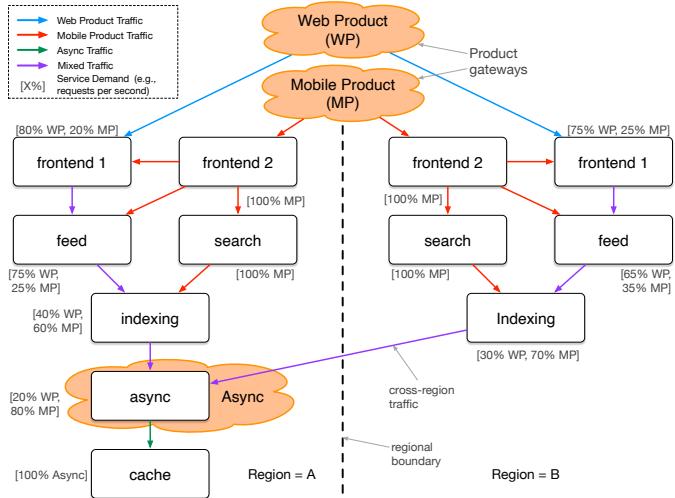 Web Product Traffic
Mobile Product Traffic
Async Traffic
Mixed Traffic
[X%]
Service Demand (e.g.,
requests per second)
Web Product
(WP)
Product
gateways
Mobile Product
(MP)
[80% WP, 20% MP]
[75% WP, 25% MP]
frontend 1
frontend 2
frontend 2
frontend 1
[100% MP]
[100% MP]
feed
search
search
feed
[75% WP,
25% MP]
[100% MP]
[100% MP]
[65% WP,
35% MP]
[40% WP,
60% MP]
indexing
Indexing
[30% WP, 70% MP]
[20% WP,
80% MP]
async
Async
cross-region
traffic
regional
boundary
[100% Async]
cache
Region = A
Region = B